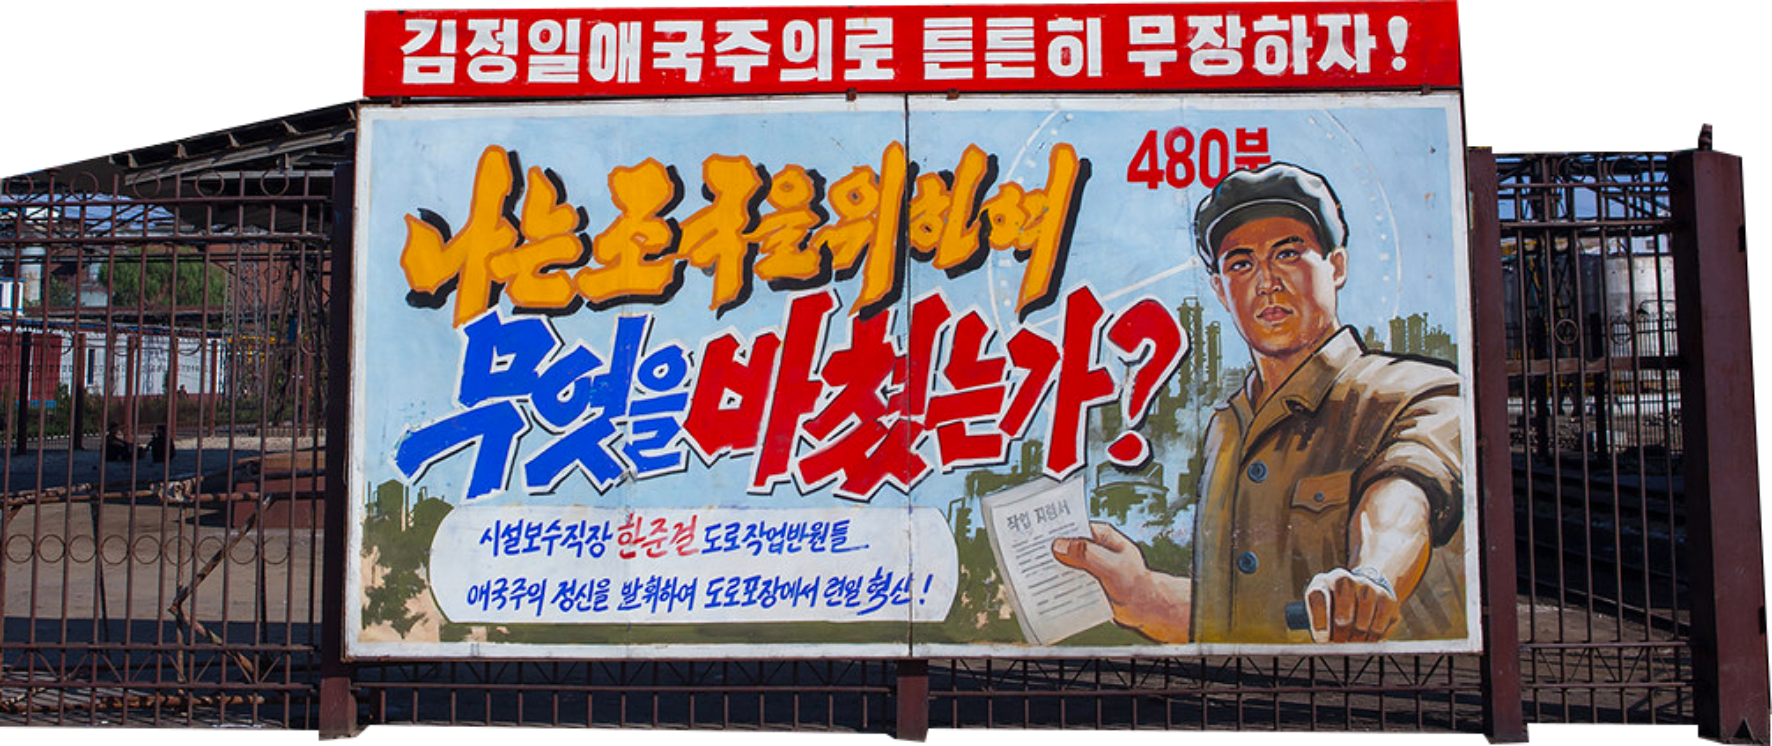 김정일애국주의로 튼튼히 무장하자!
480분
나는 조국을 위하여
무엇을 바쳤는가?
시설보수직장 한준걸 도로작업반원들
애국주의 정신을 발휘하여 도로포장에서 련일 혁신!
작업 지령서